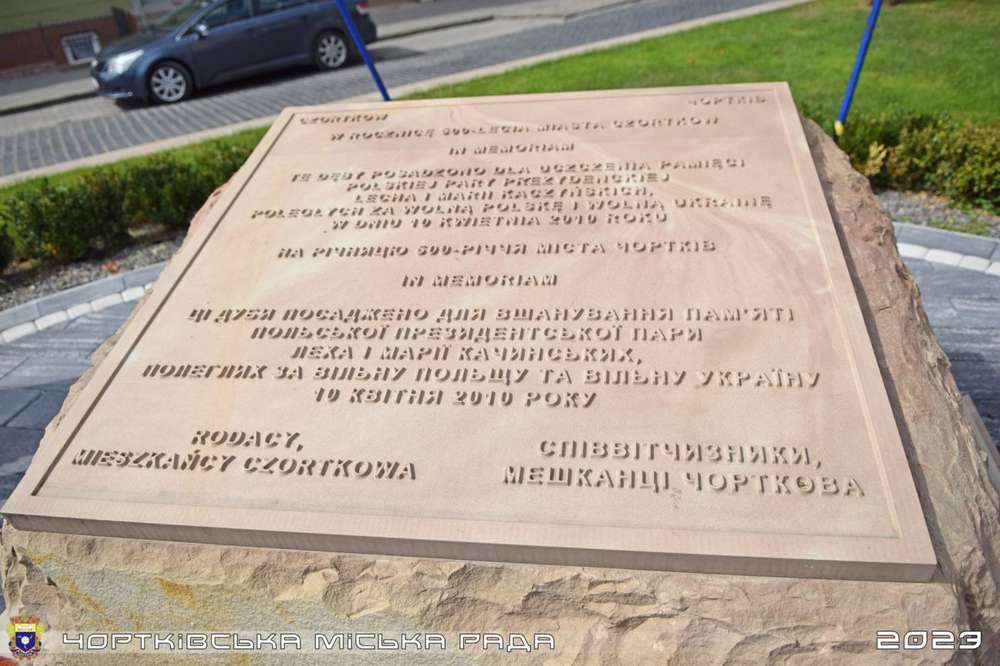 CZORTKÓW
ЧОРТКІВ
W ROCZNICĘ 500-LECIA MIASTA CZORTKÓW
IN MEMORIAM
TE DĘBY POSADZONO DLA UCZCZENIA PAMIĘCI
POLSKIEJ PARY PREZYDENCKIEJ
LECHA I MARII KACZYŃSKICH,
POLEGŁYCH ZA WOLNĄ POLSKĘ I WOLNĄ UKRAINĘ
W DNIU 10 KWIETNIA 2010 ROKU
НА РІЧНИЦЮ 500-РІЧЧЯ МІСТА ЧОРТКІВ
IN MEMORIAM
ЦІ ДУБИ ПОСАДЖЕНО ДЛЯ ВШАНУВАННЯ ПАМ'ЯТІ
ПОЛЬСЬКОЇ ПРЕЗИДЕНТСЬКОЇ ПАРИ
ЛЕХА І МАРІЇ КАЧИНСЬКИХ,
ПОЛЕГЛИХ ЗА ВІЛЬНУ ПОЛЬЩУ ТА ВІЛЬНУ УКРАЇНУ
10 КВІТНЯ 2010 РОКУ
RODACY,
MIESZKAŃCY CZORTKOWA
СПІВВІТЧИЗНИКИ,
МЕШКАНЦІ ЧОРТКОВА
ЧОРТКІВСЬКА МІСЬКА РАДА
2023